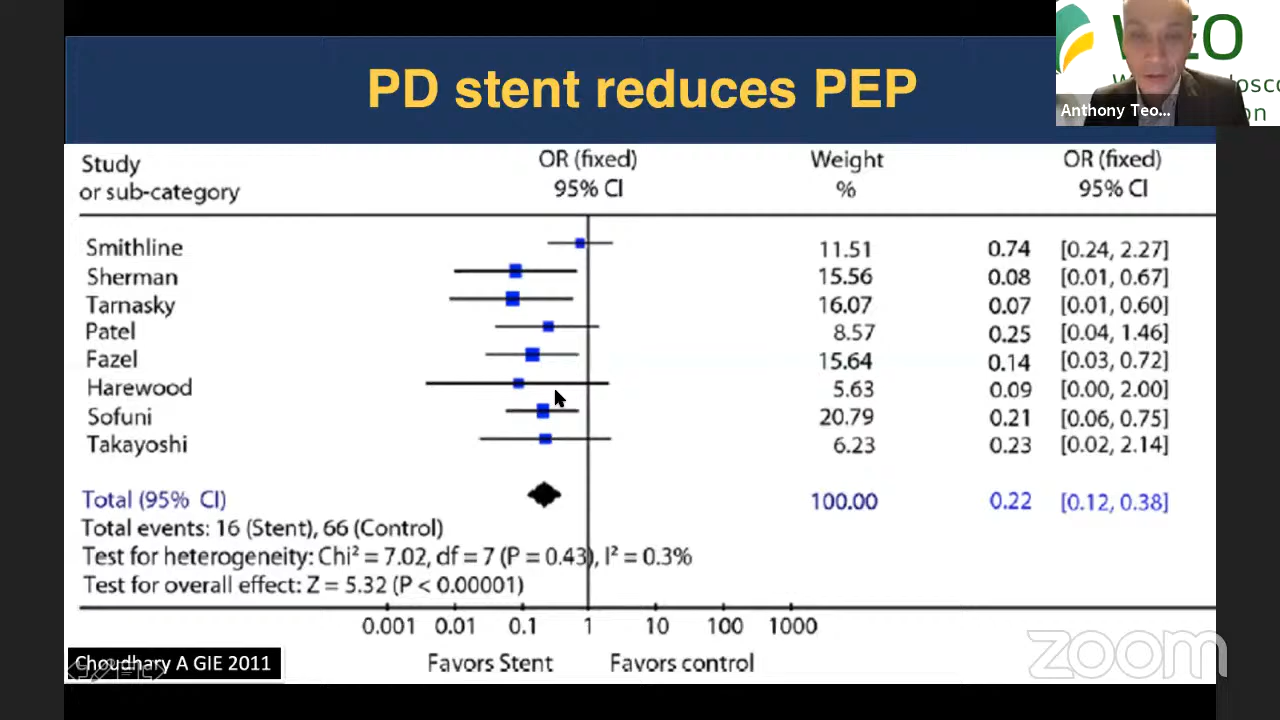 PD stent reduces PEP
EO
Anthony Teo...
Study
or sub-category
OR (fixed)
95% CI
Weight
%
OR (fixed)
95% CI
Smithline 11.51 0.74 [0.24, 2.27]
Sherman 15.56 0.08 [0.01, 0.67]
Tarnasky 16.07 0.07 [0.01, 0.60]
Patel 8.57 0.25 [0.04, 1.46]
Fazel 15.64 0.14 [0.03, 0.72]
Harewood 5.63 0.09 [0.00, 2.00]
Sofuni 20.79 0.21 [0.06, 0.75]
Takayoshi 6.23 0.23 [0.02, 2.14]
Total (95% CI) 100.00 0.22 [0.12, 0.38]
Total events: 16 (Stent), 66 (Control)
Test for heterogeneity: Chi² = 7.02, df = 7 (P = 0.43), I² = 0.3%
Test for overall effect: Z = 5.32 (P < 0.00001)
0.001 0.01 0.1 1 10 100 1000
Favors Stent Favors control
Choudhary A GIE 2011
zoom